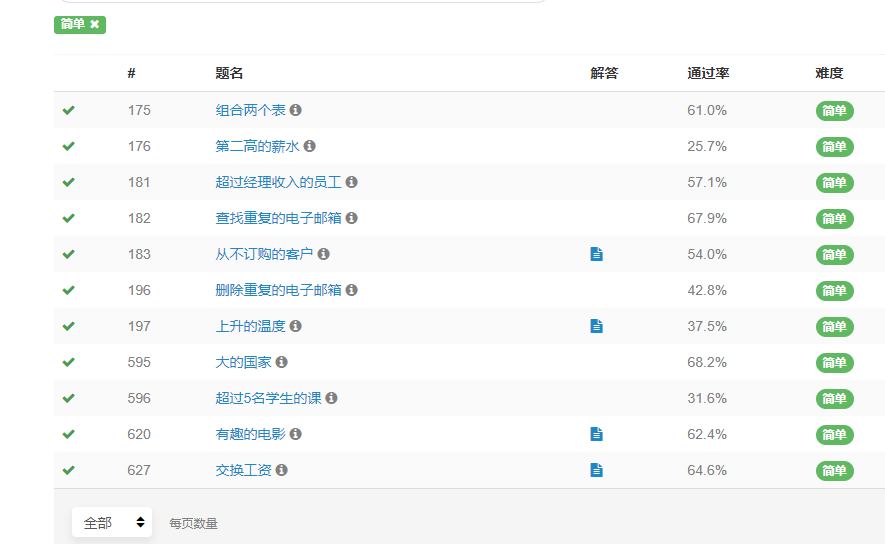 简单 ✖
# 题名 解答 通过率 难度
175 组合两个表 61.0% 简单
176 第二高的薪水 25.7% 简单
181 超过经理收入的员工 57.1% 简单
182 查找重复的电子邮箱 67.9% 简单
183 从不订购的客户 54.0% 简单
196 删除重复的电子邮箱 42.8% 简单
197 上升的温度 37.5% 简单
595 大的国家 68.2% 简单
596 超过5名学生的课 31.6% 简单
620 有趣的电影 62.4% 简单
627 交换工资 64.6% 简单
全部 每页数量